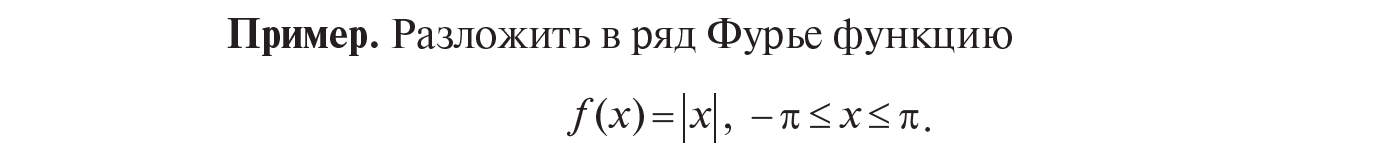 Пример. Разложить в ряд Фурье функцию
f(x)=|x|, −π≤x≤π.